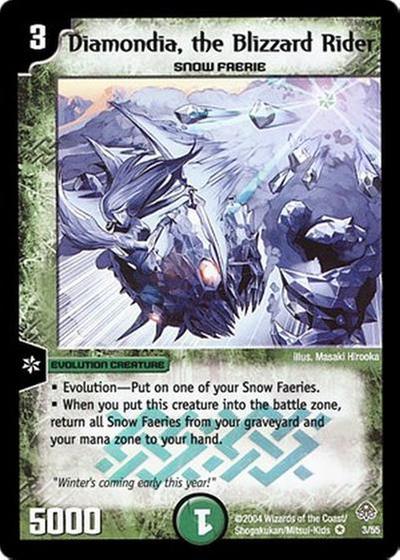 3
Diamondia, the Blizzard Rider
SNOW FAERIE
illus. Masaki Hirooka
EVOLUTION CREATURE
▪ Evolution—Put on one of your Snow Faeries.
▪ When you put this creature into the battle zone,
return all Snow Faeries from your graveyard and
your mana zone to your hand.
"Winter's coming early this year!"
5000
1
©2004 Wizards of the Coast/
Shogakukan/Mitsui-Kids ✪
3/55